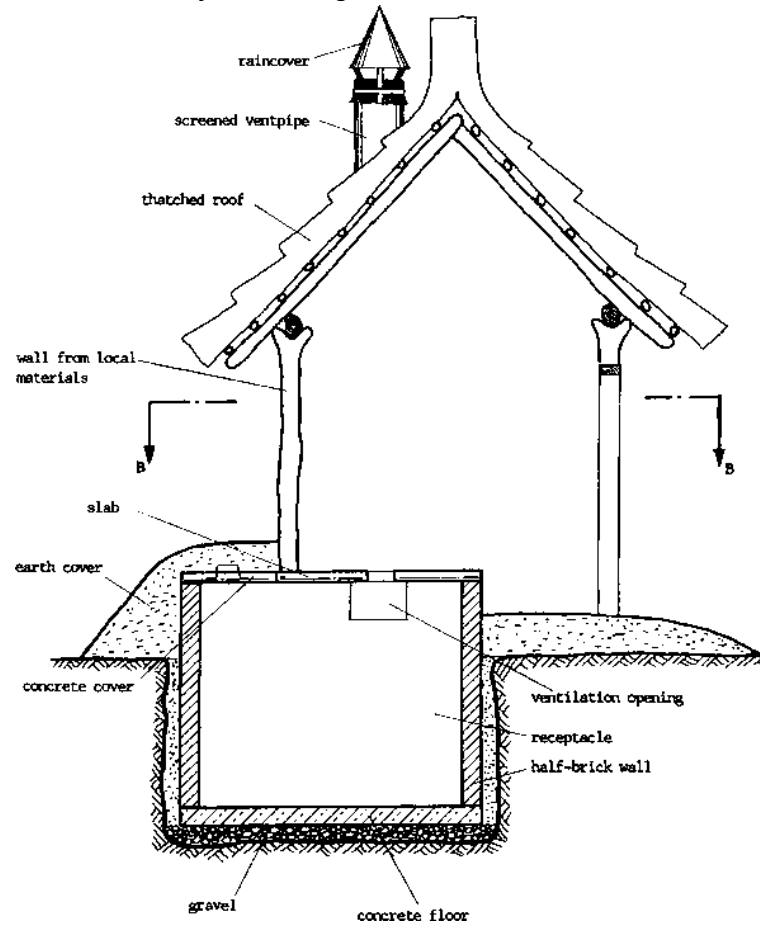 raincover
screened ventpipe
thatched roof
wall from local
materials
B
B
slab
earth cover
concrete cover
ventilation opening
receptacle
half-brick wall
gravel
concrete floor